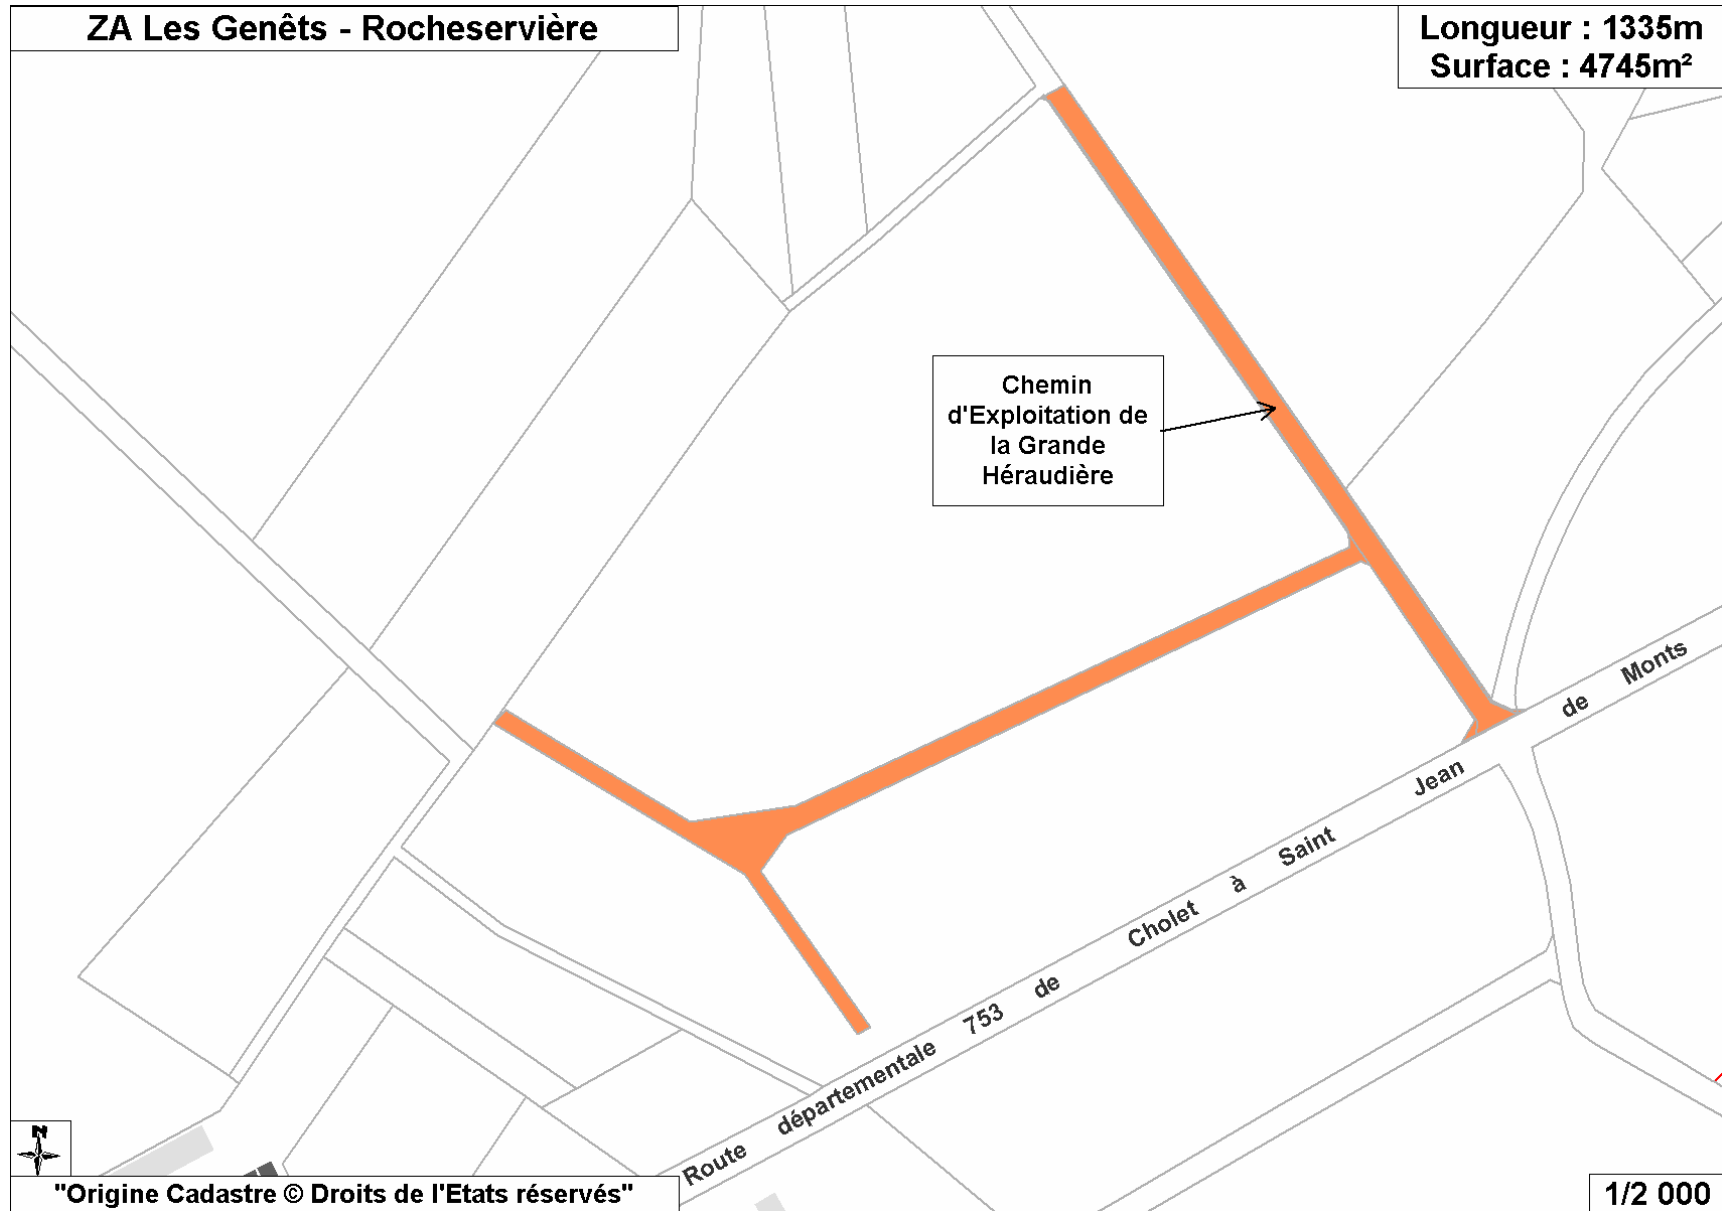 ZA Les Genêts - Rocheservière
Longueur : 1335m
Surface : 4745m²
Chemin
d'Exploitation de
la Grande
Héraudière
Route départementale 753 de Cholet à Saint Jean de Monts
N
"Origine Cadastre © Droits de l'Etats réservés"
1/2 000